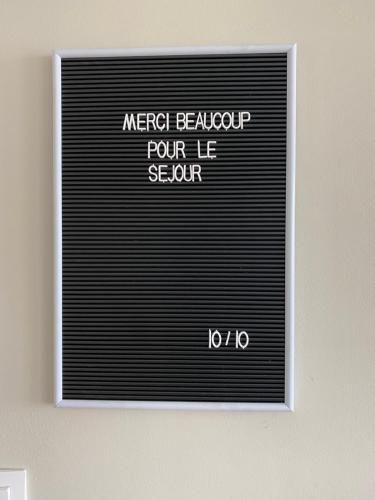 MERCI BEAUCOUP
POUR LE
SEJOUR
10/10